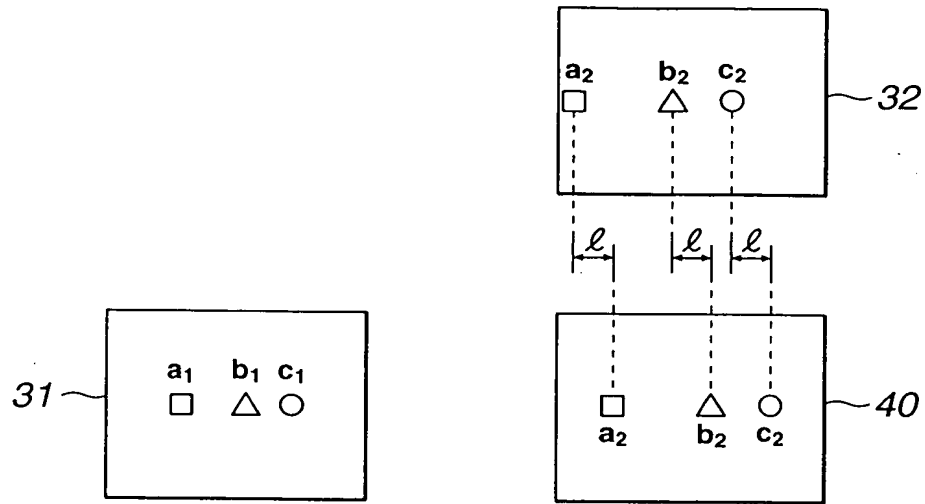 a₂ b₂ c₂
32
ℓ ℓ ℓ
a₁ b₁ c₁
31
40
a₂ b₂ c₂